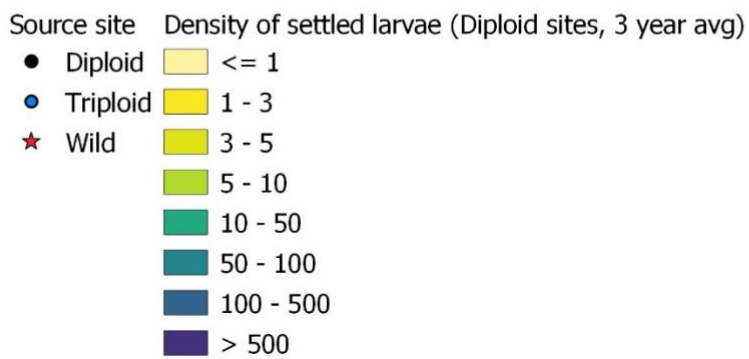 Source site Density of settled larvae (Diploid sites, 3 year avg)
Diploid <= 1
Triploid 1 - 3
Wild 3 - 5
5 - 10
10 - 50
50 - 100
100 - 500
> 500